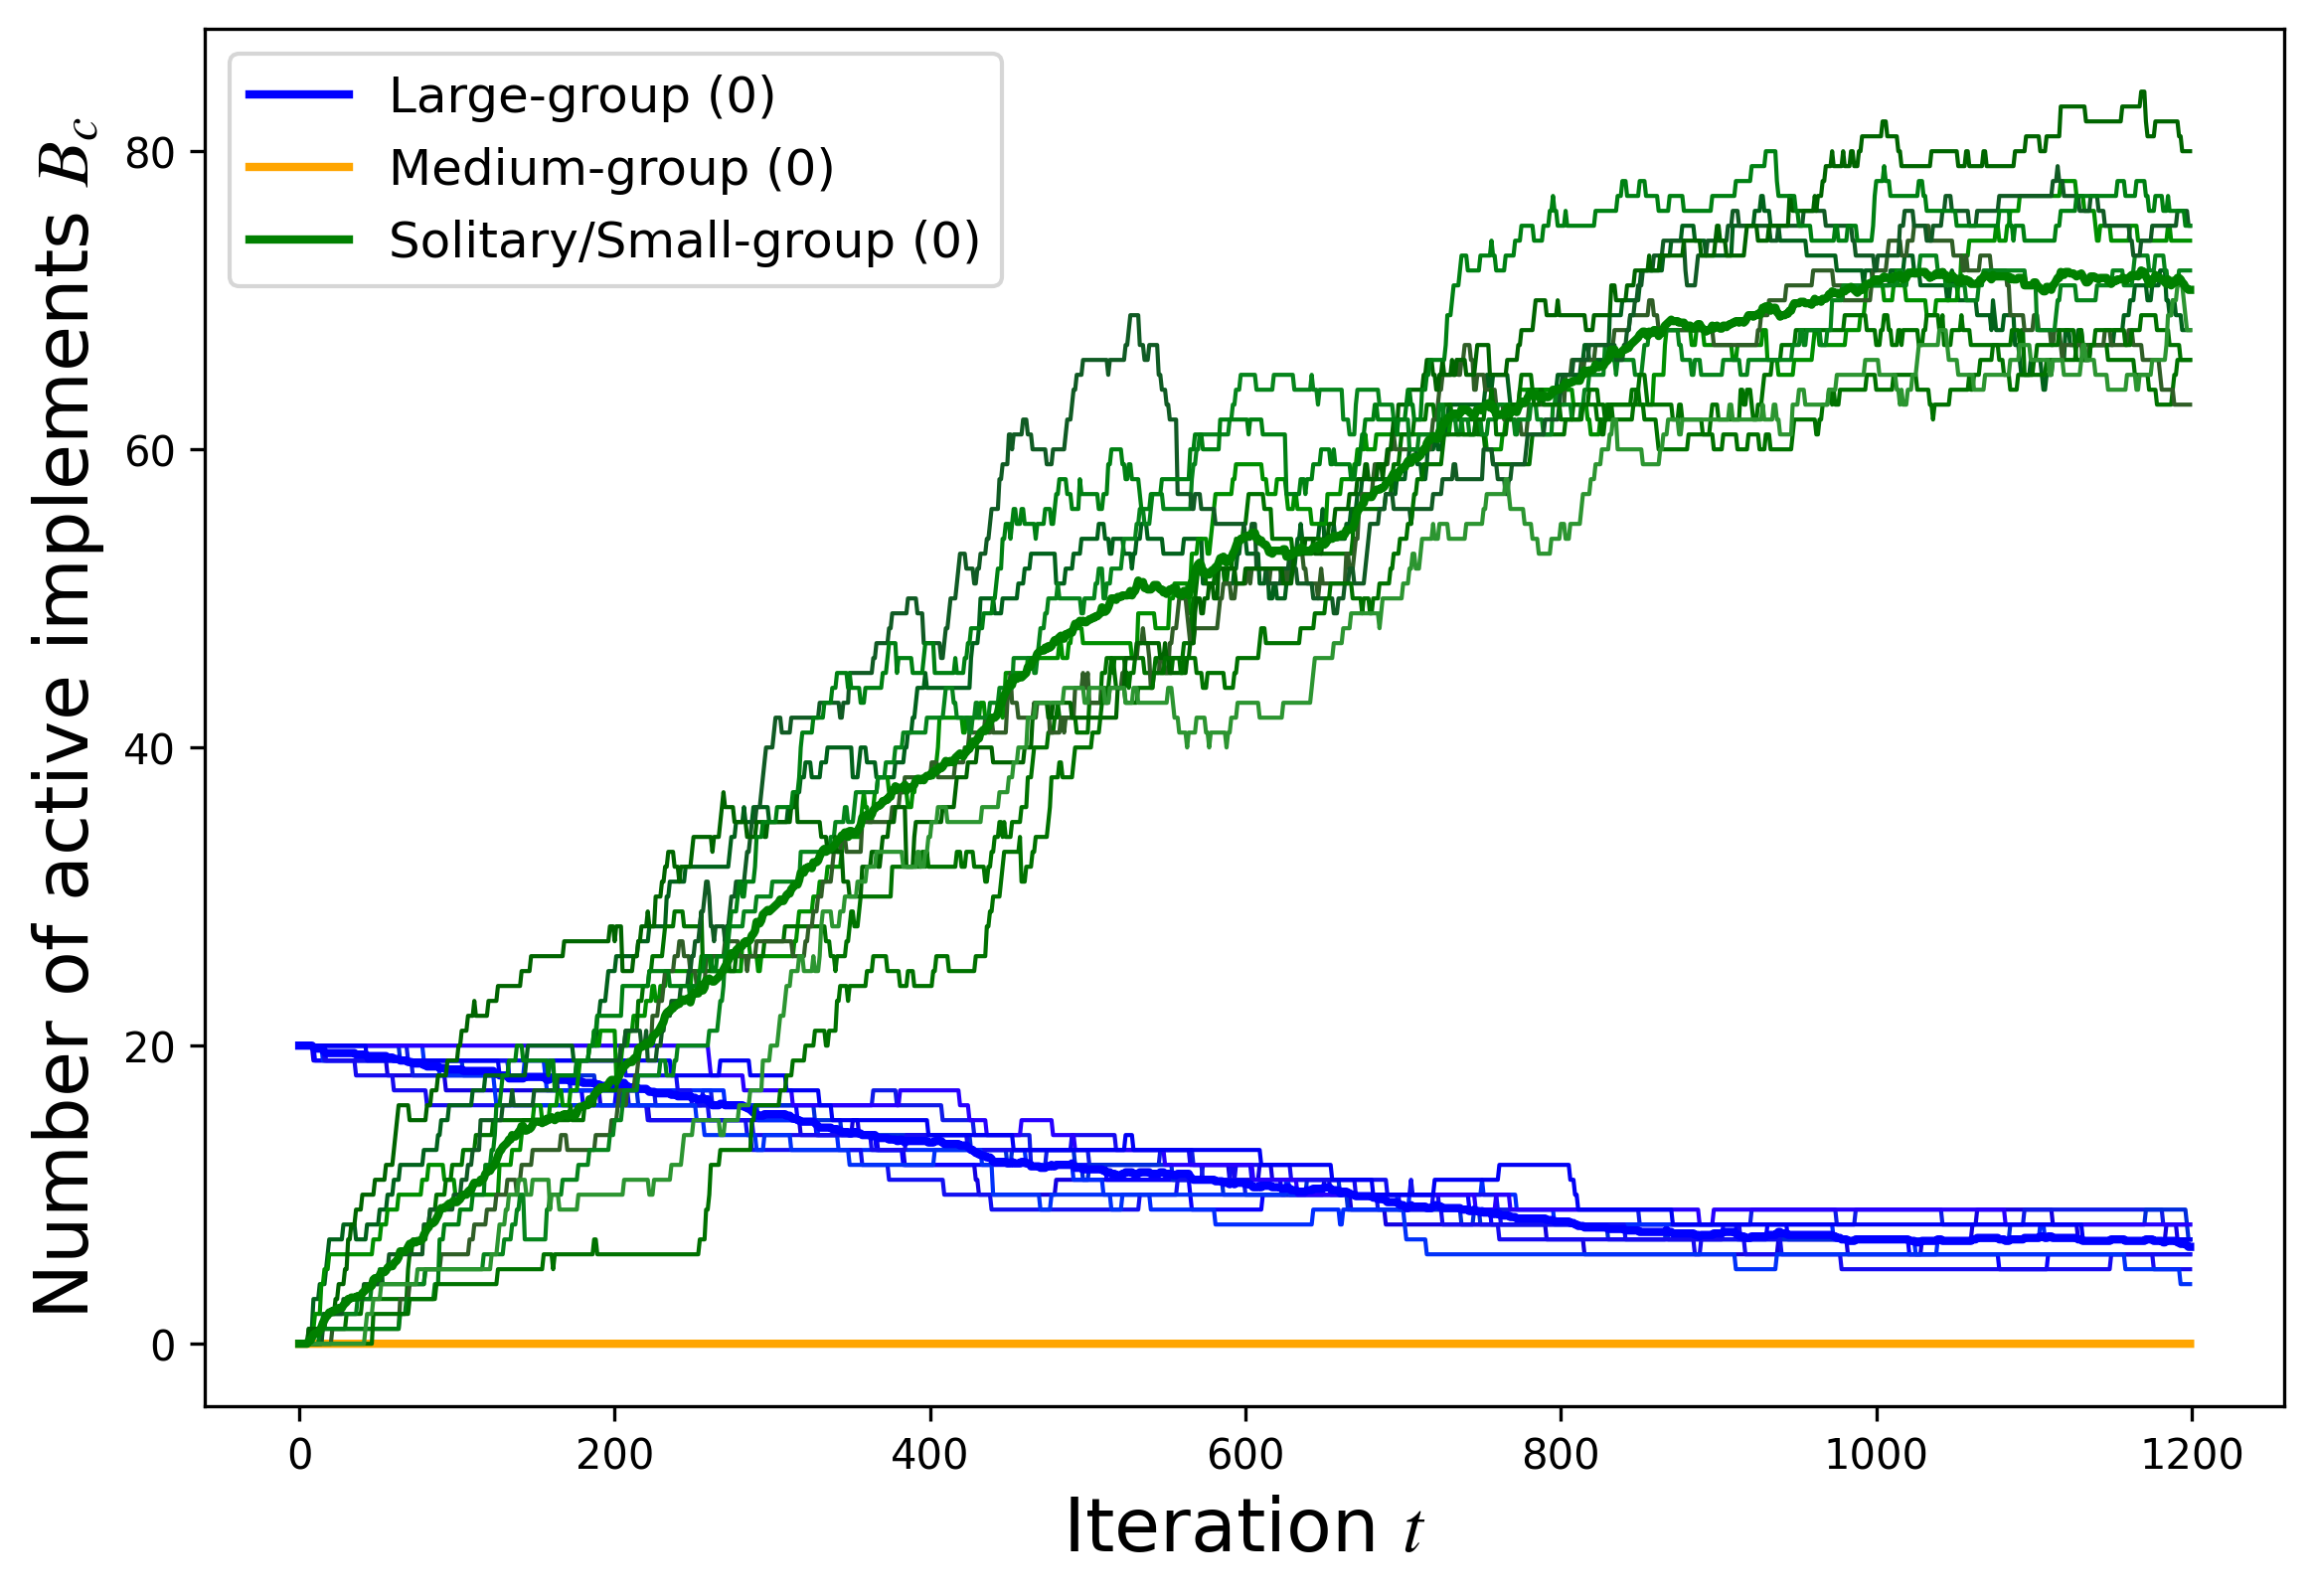 Large-group (0)
Medium-group (0)
Solitary/Small-group (0)
Number of active implements B_c
80
60
40
20
0
0 200 400 600 800 1000 1200
Iteration t